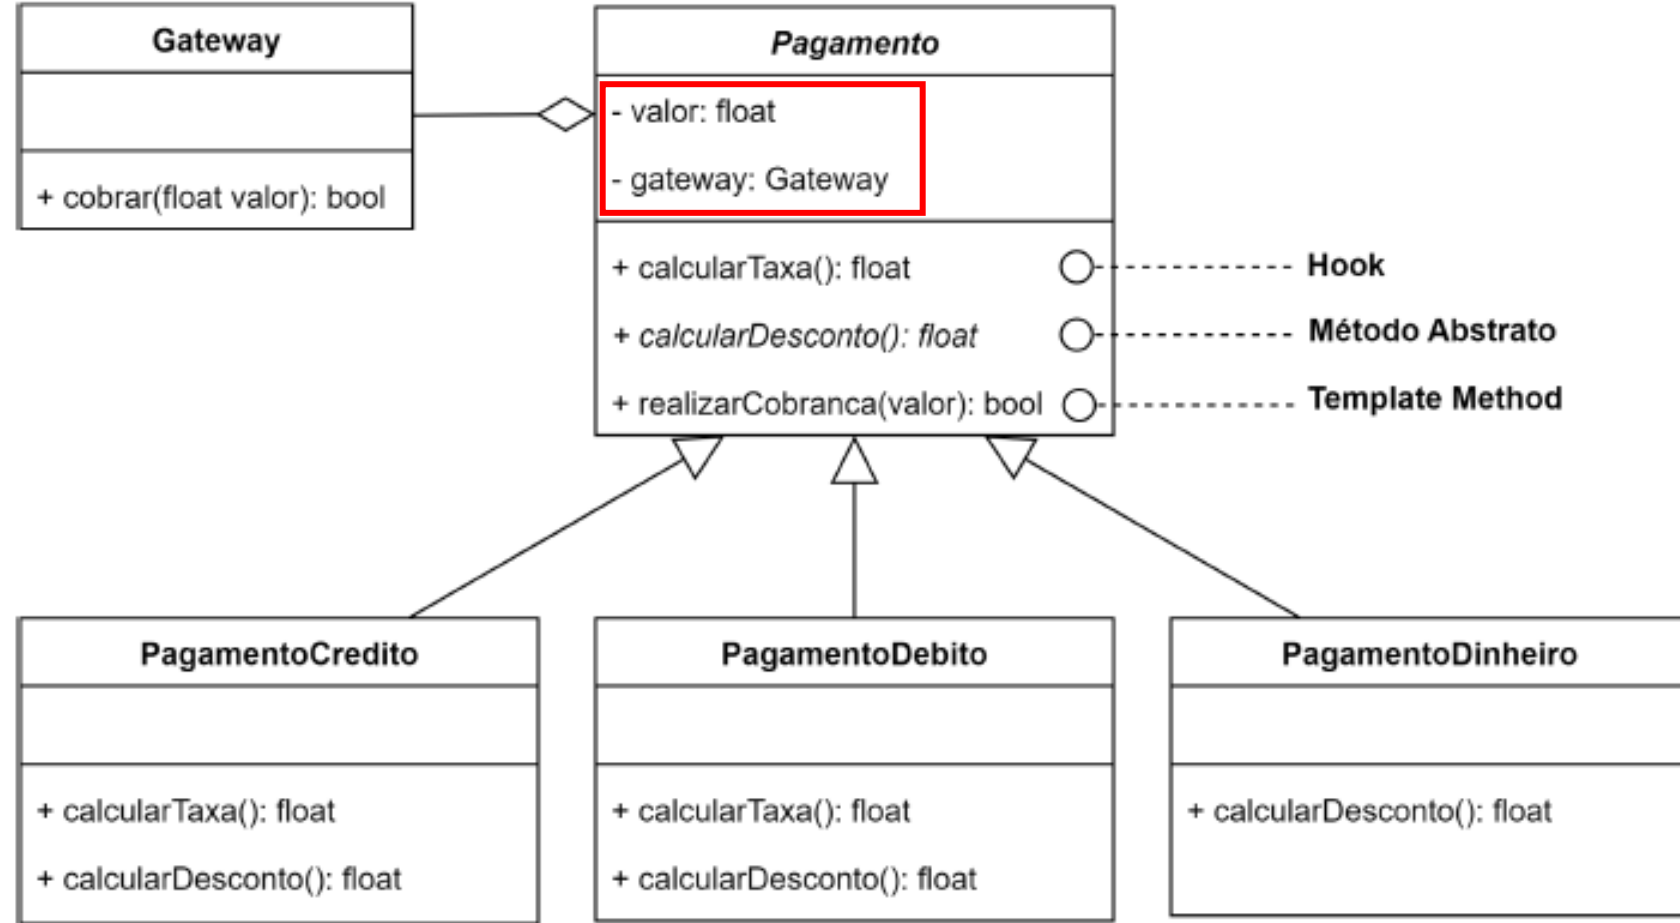 Gateway
+ cobrar(float valor): bool
Pagamento
- valor: float
- gateway: Gateway
+ calcularTaxa(): float
Hook
+ calcularDesconto(): float
Método Abstrato
+ realizarCobranca(valor): bool
Template Method
PagamentoCredito
+ calcularTaxa(): float
+ calcularDesconto(): float
PagamentoDebito
+ calcularTaxa(): float
+ calcularDesconto(): float
PagamentoDinheiro
+ calcularDesconto(): float